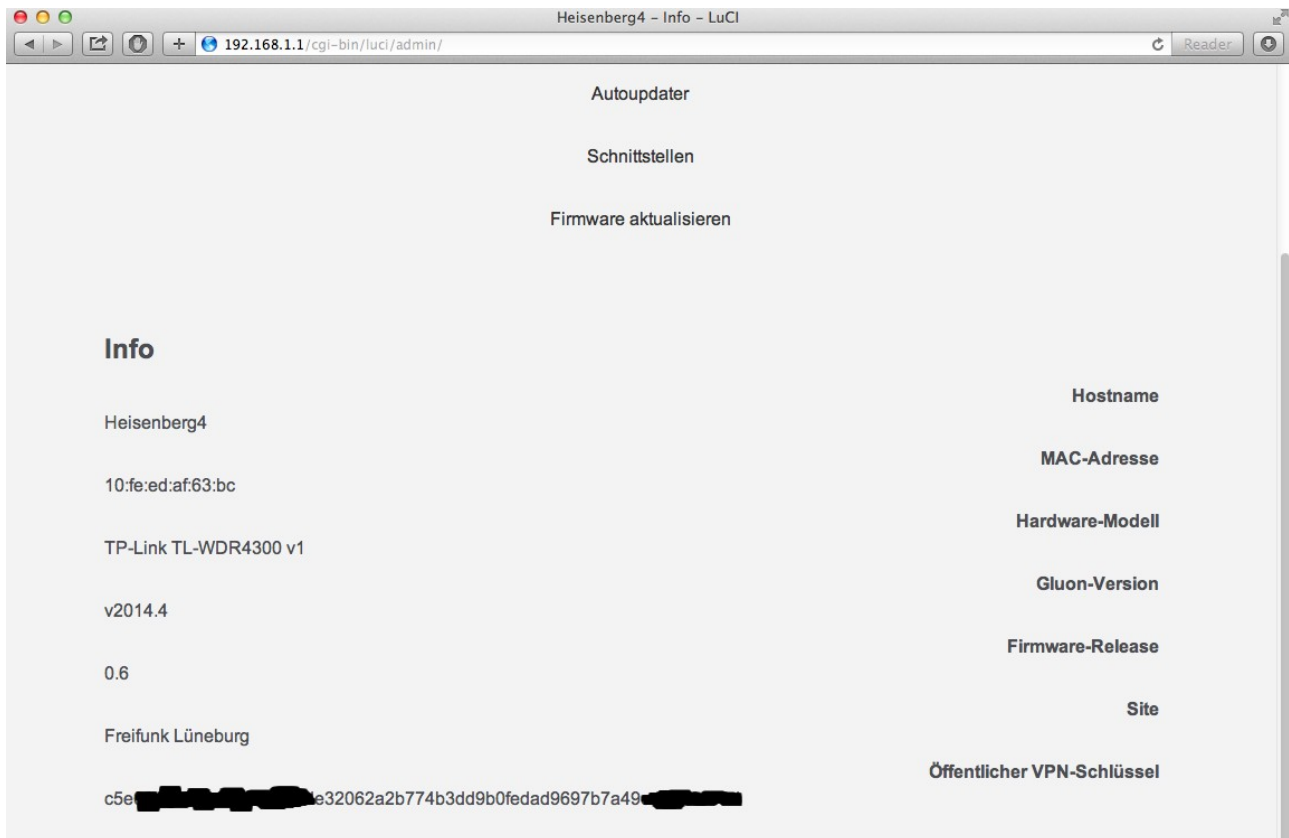 Heisenberg4 – Info – LuCI
192.168.1.1/cgi-bin/luci/admin/
Reader
Autoupdater
Schnittstellen
Firmware aktualisieren
Info
Hostname
Heisenberg4
MAC-Adresse
10:fe:ed:af:63:bc
Hardware-Modell
TP-Link TL-WDR4300 v1
Gluon-Version
v2014.4
Firmware-Release
0.6
Site
Freifunk Lüneburg
Öffentlicher VPN-Schlüssel